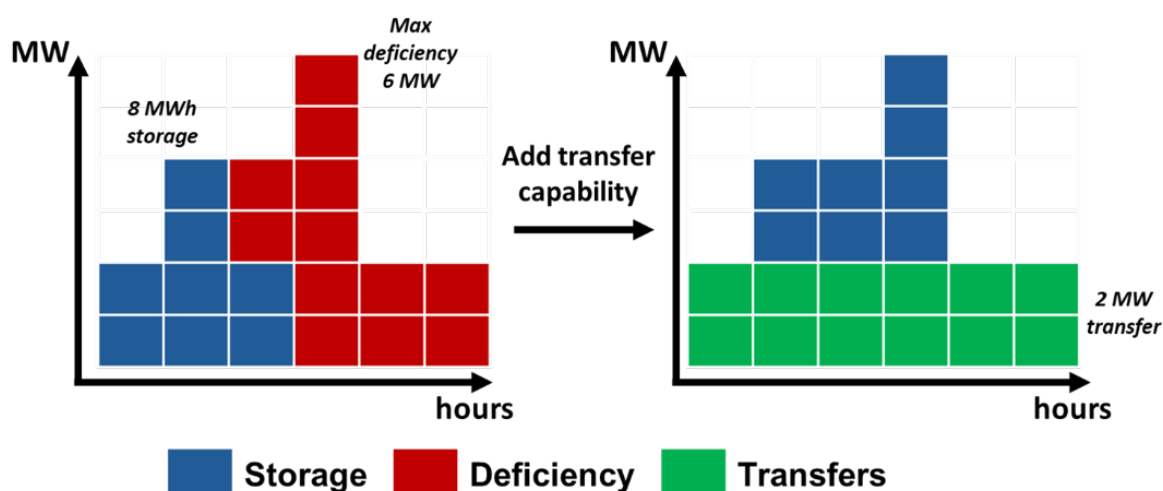 MW
Max
deficiency
6 MW
8 MWh
storage
hours
Add transfer
capability
MW
2 MW
transfer
hours
Storage
Deficiency
Transfers